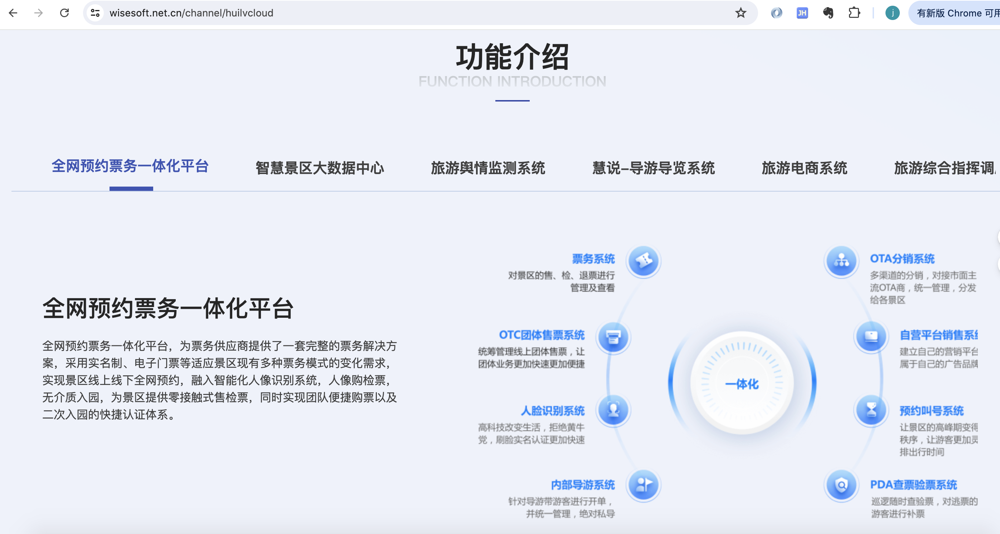 wisesoft.net.cn/channel/huilvcloud
JH
j
有新版 Chrome 可用
功能介绍
FUNCTION INTRODUCTION
全网预约票务一体化平台
智慧景区大数据中心
旅游舆情监测系统
慧说–导游导览系统
旅游电商系统
旅游综合指挥调
全网预约票务一体化平台
全网预约票务一体化平台，为票务供应商提供了一套完整的票务解决方
案，采用实名制、电子门票等适应景区现有多种票务模式的变化需求，
实现景区线上线下全网预约，融入智能化人像识别系统，人像购检票，
无介质入园，为景区提供零接触式售检票，同时实现团队便捷购票以及
二次入园的快捷认证体系。
票务系统
对景区的售、检、退票进行
管理及查看
OTC团体售票系统
统筹管理线上团体售票，让
团体业务更加快速更加便捷
人脸识别系统
高科技改变生活，拒绝黄牛
党，刷脸实名认证更加快速
内部导游系统
针对导游带游客进行开单，
并统一管理，绝对私导
一体化
OTA分销系统
多渠道的分销，对接市面主
流OTA商，统一管理，分发
给各景区
自营平台销售系统
建立自己的营销平台
属于自己的广告品牌
预约叫号系统
让景区的高峰期变得
秩序，让游客更加灵
排出行时间
PDA查票验票系统
巡逻随时查验票，对逃票的
游客进行补票